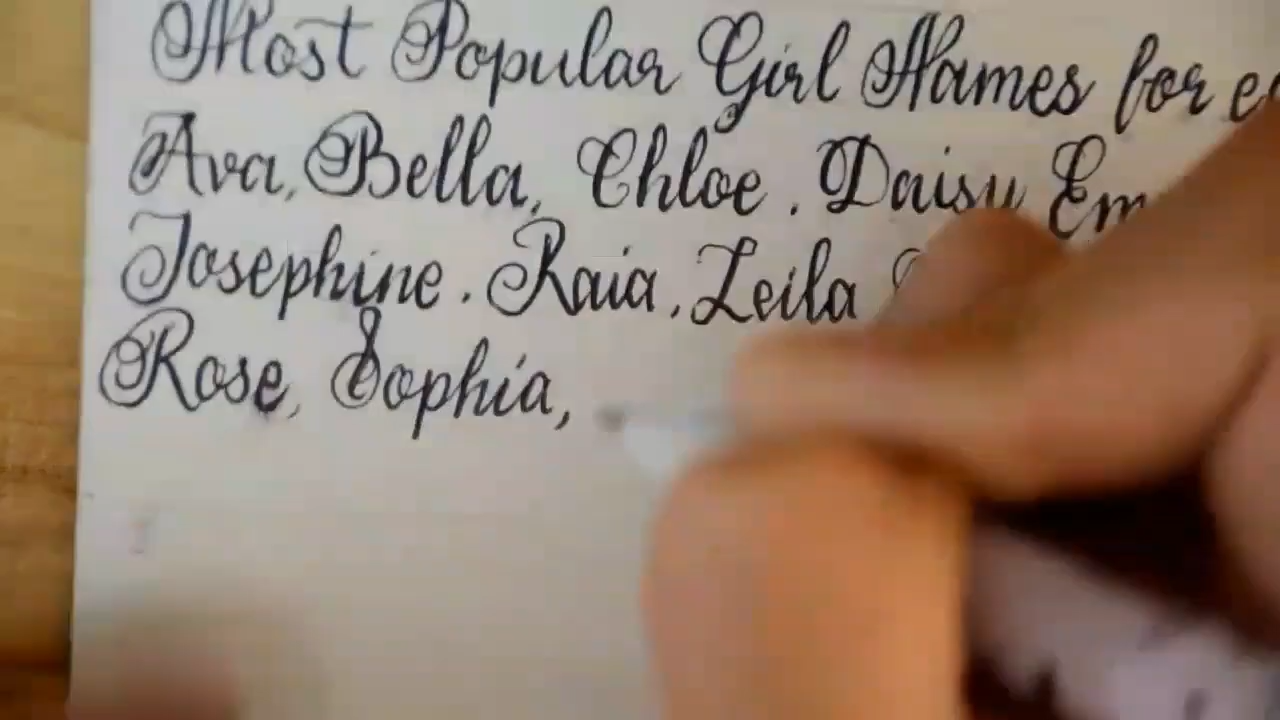 Most Popular Girl Names for
Ava, Bella, Chloe. Daisy
Josephine. Kaia, Leila
Rose, Sophia,